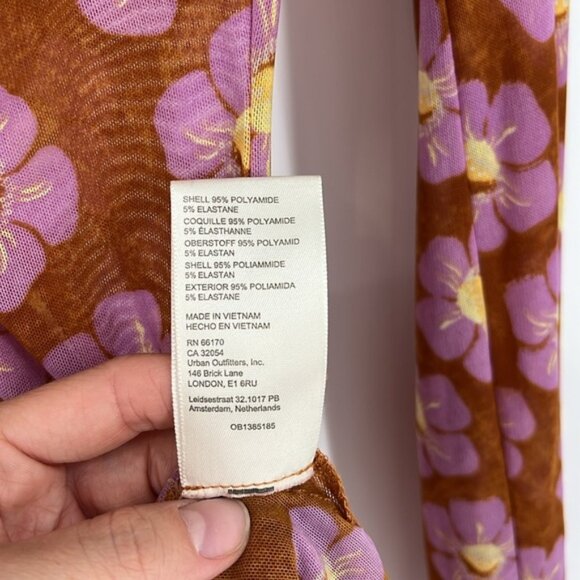 SHELL 95% POLYAMIDE
5% ELASTANE
COQUILLE 95% POLYAMIDE
5% ÉLASTHANNE
OBERSTOFF 95% POLYAMID
5% ELASTAN
SHELL 95% POLIAMMIDE
5% ELASTAN
EXTERIOR 95% POLIAMIDA
5% ELASTANE
MADE IN VIETNAM
HECHO EN VIETNAM
RN 66170
CA 32054
Urban Outfitters, Inc.
146 Brick Lane
LONDON, E1 6RU
Leidsestraat 32.1017 PB
Amsterdam, Netherlands
OB1385185